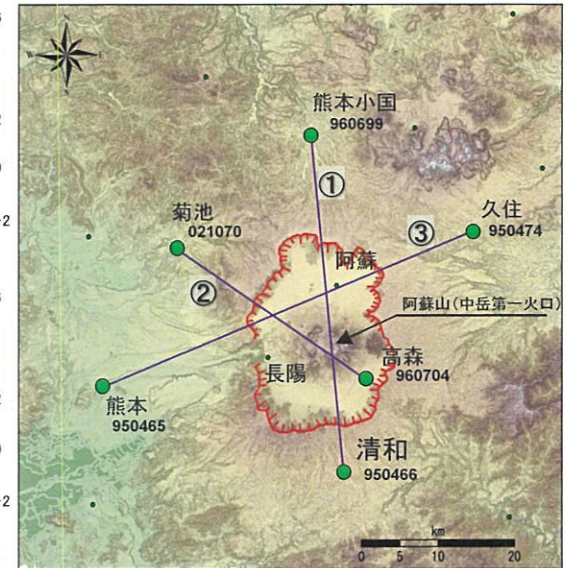 熊本小国
960699
①
菊池
021070
③
久住
950474
②
阿蘇
阿蘇山(中岳第一火口)
長陽
高森
960704
熊本
950465
清和
950466
km
0 5 10 20